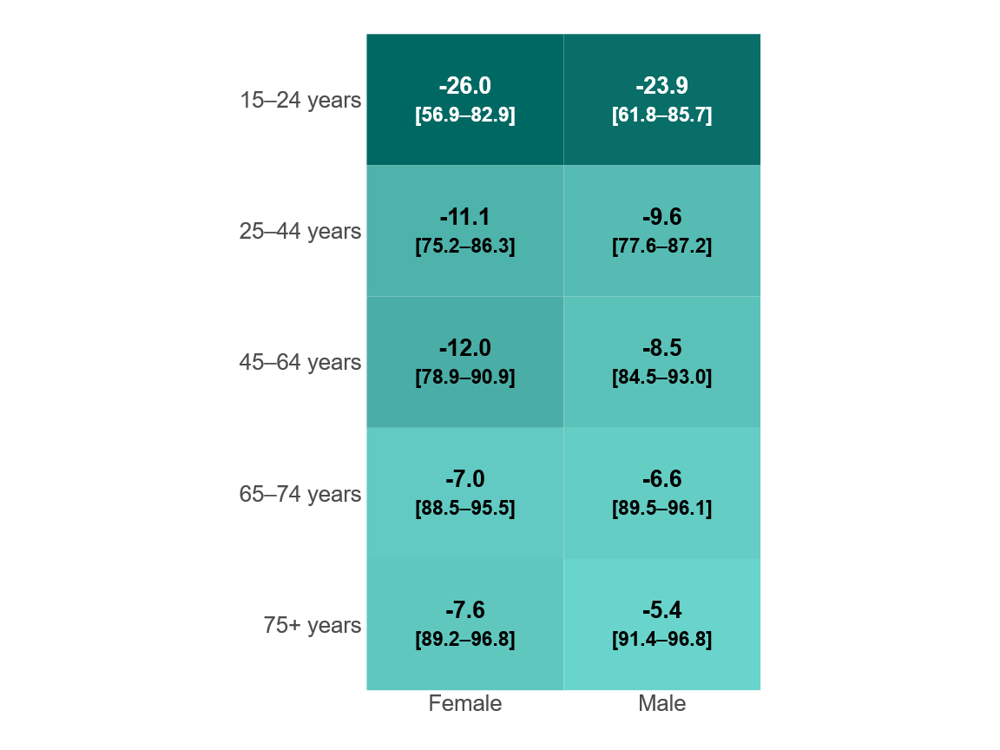 15–24 years
-26.0
[56.9–82.9]
-23.9
[61.8–85.7]
25–44 years
-11.1
[75.2–86.3]
-9.6
[77.6–87.2]
45–64 years
-12.0
[78.9–90.9]
-8.5
[84.5–93.0]
65–74 years
-7.0
[88.5–95.5]
-6.6
[89.5–96.1]
75+ years
-7.6
[89.2–96.8]
-5.4
[91.4–96.8]
Female
Male